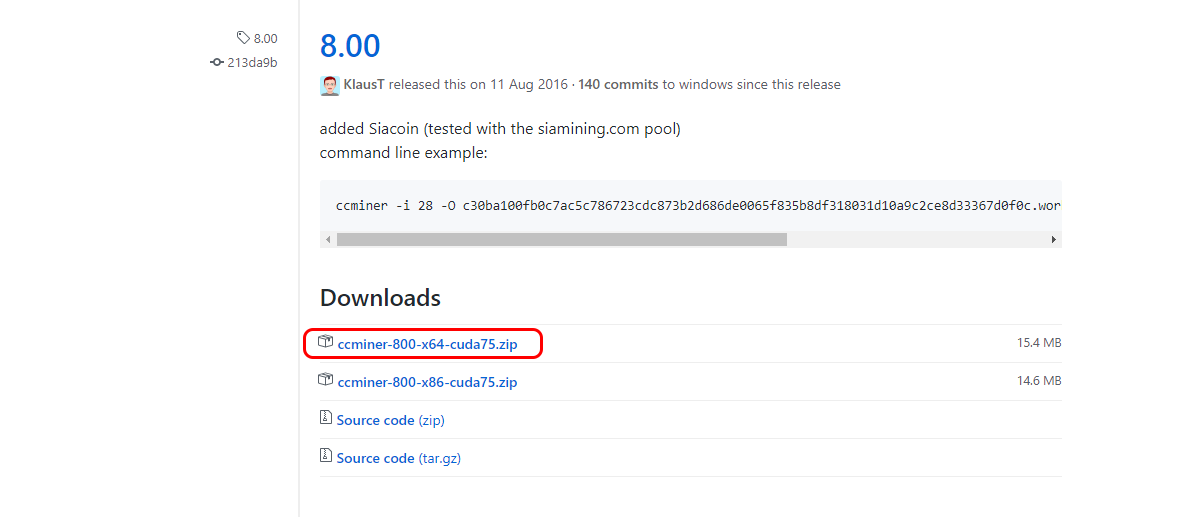 8.00
213da9b
8.00
KlausT released this on 11 Aug 2016 · 140 commits to windows since this release
added Siacoin (tested with the siamining.com pool)
command line example:
ccminer -i 28 -O c30ba100fb0c7ac5c786723cdc873b2d686de0065f835b8df318031d10a9c2ce8d33367d0f0c.wor
Downloads
ccminer-800-x64-cuda75.zip 15.4 MB
ccminer-800-x86-cuda75.zip 14.6 MB
Source code (zip)
Source code (tar.gz)